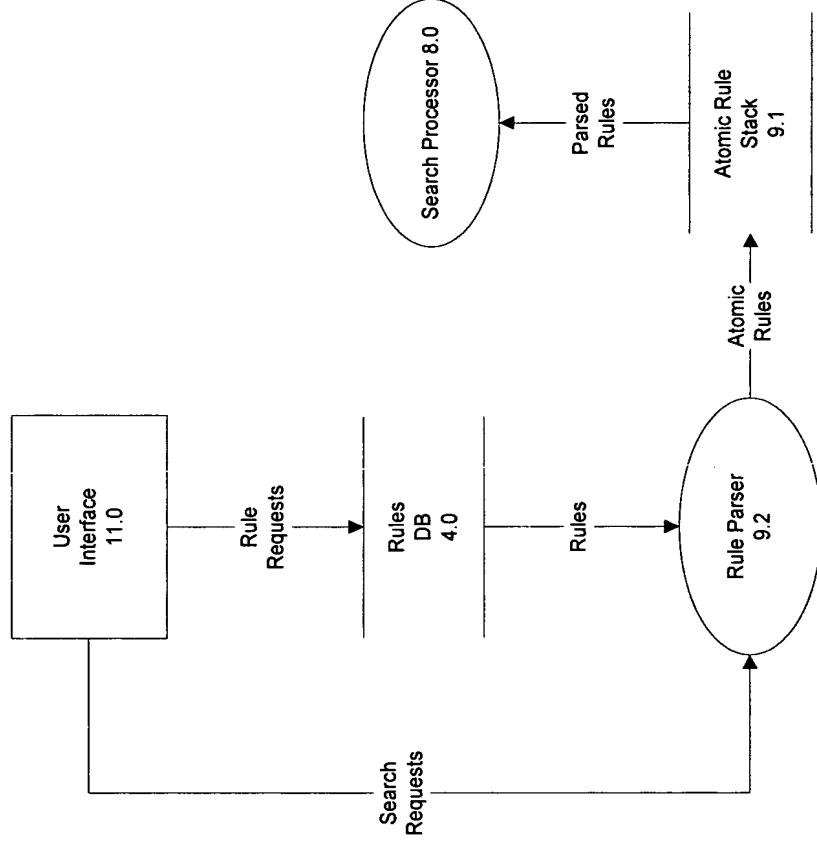 User
Interface
11.0
Rule
Requests
Rules
DB
4.0
Rules
Rule Parser
9.2
Search
Requests
Atomic
Rules
Atomic Rule
Stack
9.1
Parsed
Rules
Search Processor 8.0